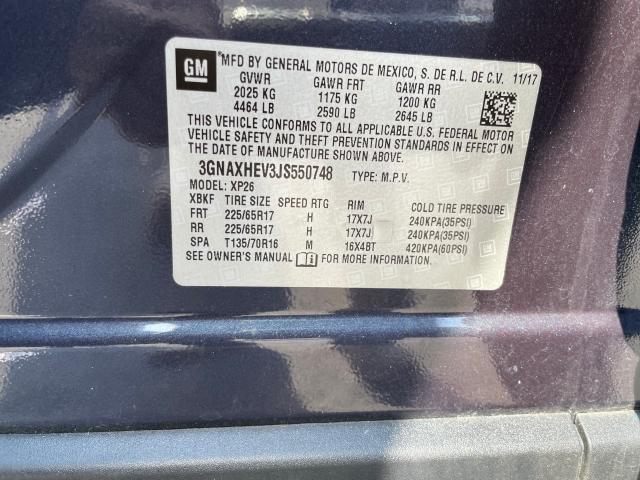 GM
*MFD BY GENERAL MOTORS DE MEXICO, S. DE R.L. DE C.V. 11/17
GVWR GAWR FRT GAWR RR
2025 KG 1175 KG 1200 KG
4464 LB 2590 LB 2645 LB
THIS VEHICLE CONFORMS TO ALL APPLICABLE U.S. FEDERAL MOTOR
VEHICLE SAFETY AND THEFT PREVENTION STANDARDS IN EFFECT ON
THE DATE OF MANUFACTURE SHOWN ABOVE.
3GNAXHEV3JS550748 TYPE: M.P.V.
MODEL: XP26
XBKF TIRE SIZE SPEED RTG RIM COLD TIRE PRESSURE
FRT 225/65R17 H 17X7J 240KPA(35PSI)
RR 225/65R17 H 17X7J 240KPA(35PSI)
SPA T135/70R16 M 16X4BT 420KPA(60PSI)
SEE OWNER'S MANUAL FOR MORE INFORMATION.